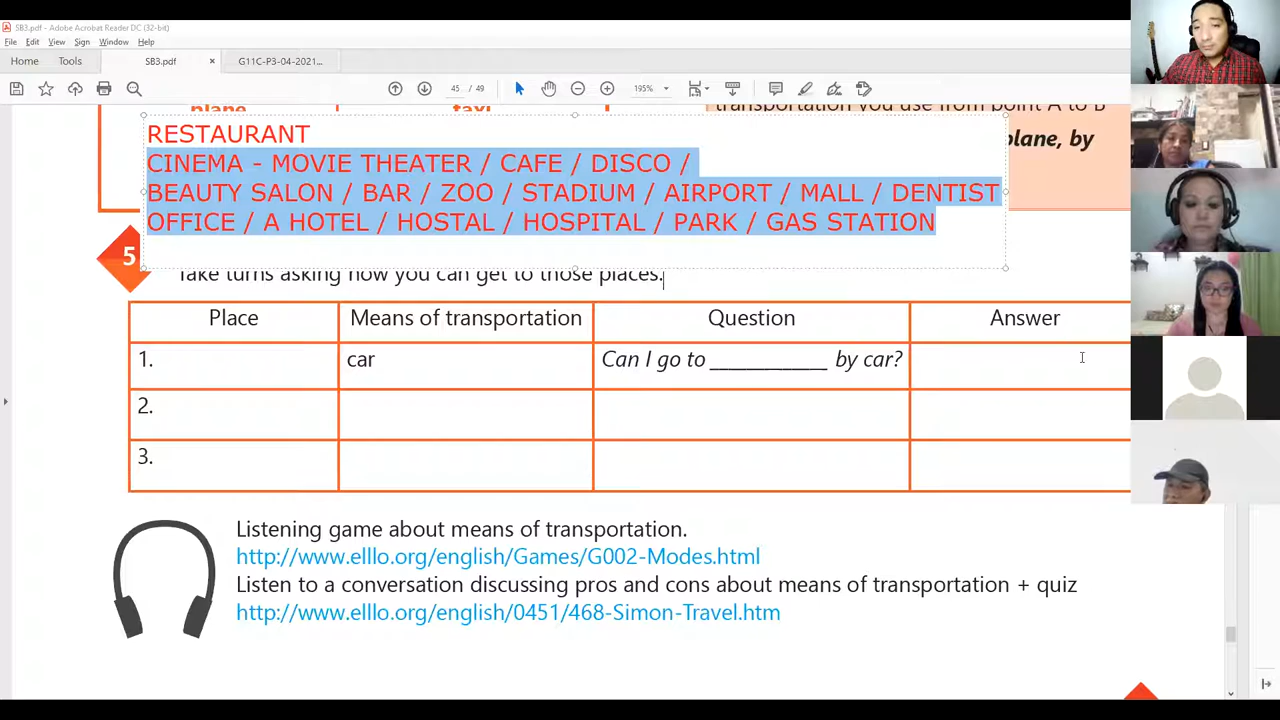 SB3.pdf - Adobe Acrobat Reader DC (32-bit)
File Edit View Sign Window Help
Home Tools SB3.pdf × G11C-P3-04-2021...
45 / 49 195%
plane taxi transportation you use from point A to B
plane, by
RESTAURANT
CINEMA - MOVIE THEATER / CAFE / DISCO /
BEAUTY SALON / BAR / ZOO / STADIUM / AIRPORT / MALL / DENTIST
OFFICE / A HOTEL / HOSTAL / HOSPITAL / PARK / GAS STATION
5
Take turns asking how you can get to those places.
Place Means of transportation Question Answer
1. car Can I go to ____________ by car?
2.
3.
Listening game about means of transportation.
http://www.elllo.org/english/Games/G002-Modes.html
Listen to a conversation discussing pros and cons about means of transportation + quiz
http://www.elllo.org/english/0451/468-Simon-Travel.htm